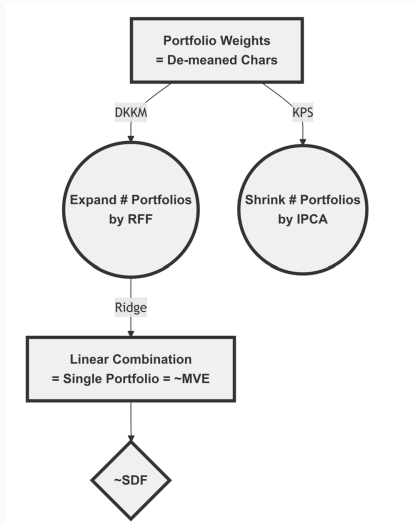 Portfolio Weights
= De-meaned Chars
DKKM
KPS
Expand # Portfolios
by RFF
Shrink # Portfolios
by IPCA
Ridge
Linear Combination
= Single Portfolio = ~MVE
~SDF